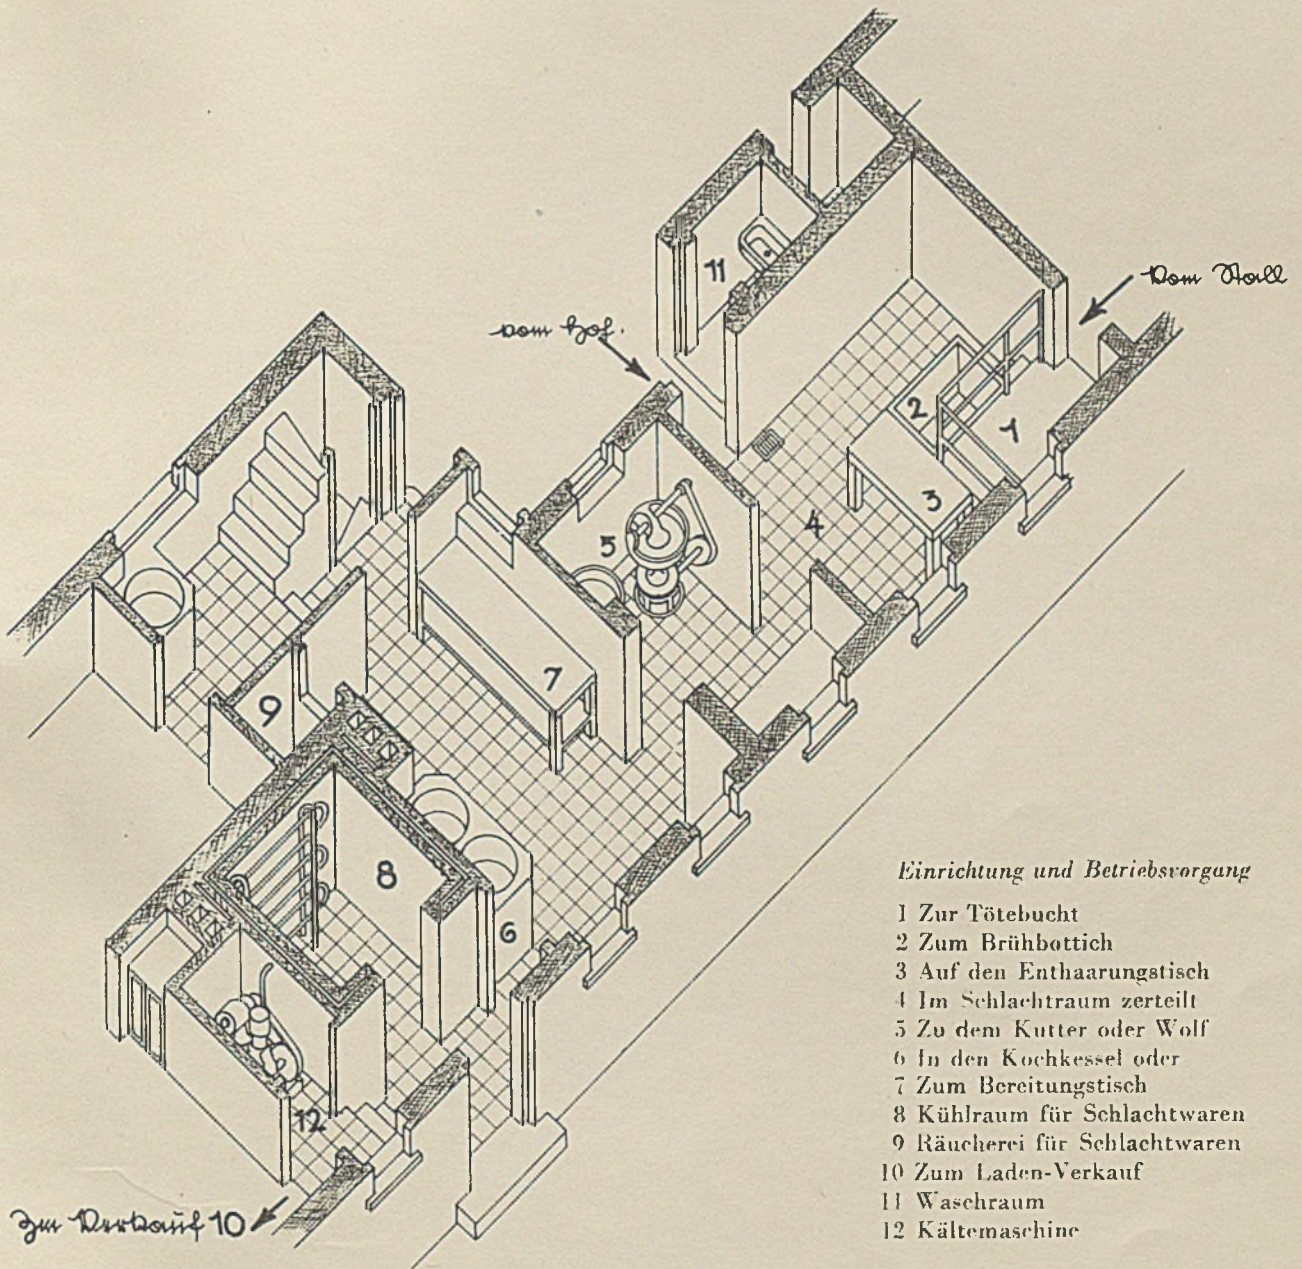 Vom Stall
vom Hof.
11
2
1
3
4
5
7
9
8
6
12
Zum Verkauf 10
Einrichtung und Betriebsvorgang
1 Zur Tötebucht
2 Zum Brühbottich
3 Auf den Enthaarungstisch
4 Im Schlachtraum zerteilt
5 Zu dem Kutter oder Wolf
6 In den Kochkessel oder
7 Zum Bereitungstisch
8 Kühlraum für Schlachtwaren
9 Räucherei für Schlachtwaren
10 Zum Laden-Verkauf
11 Waschraum
12 Kältemaschine